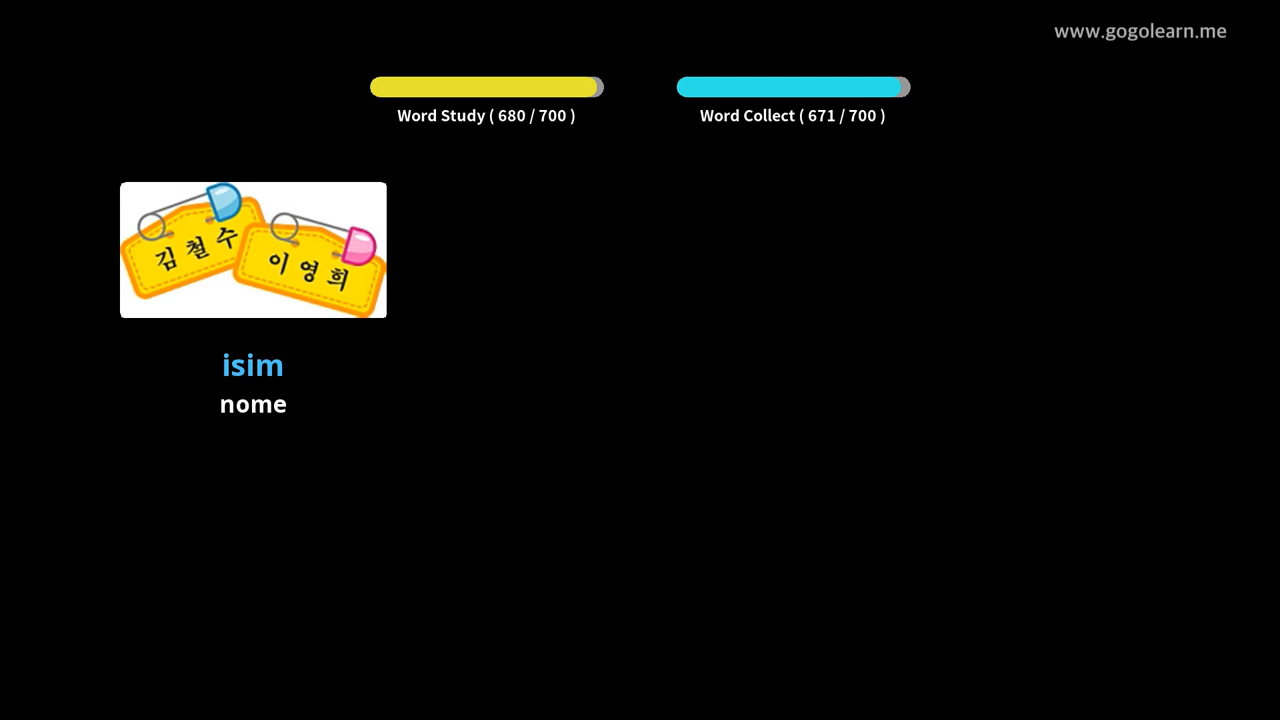 www.gogolearn.me
Word Study ( 680 / 700 )
Word Collect ( 671 / 700 )
김철수
이영희
isim
nome